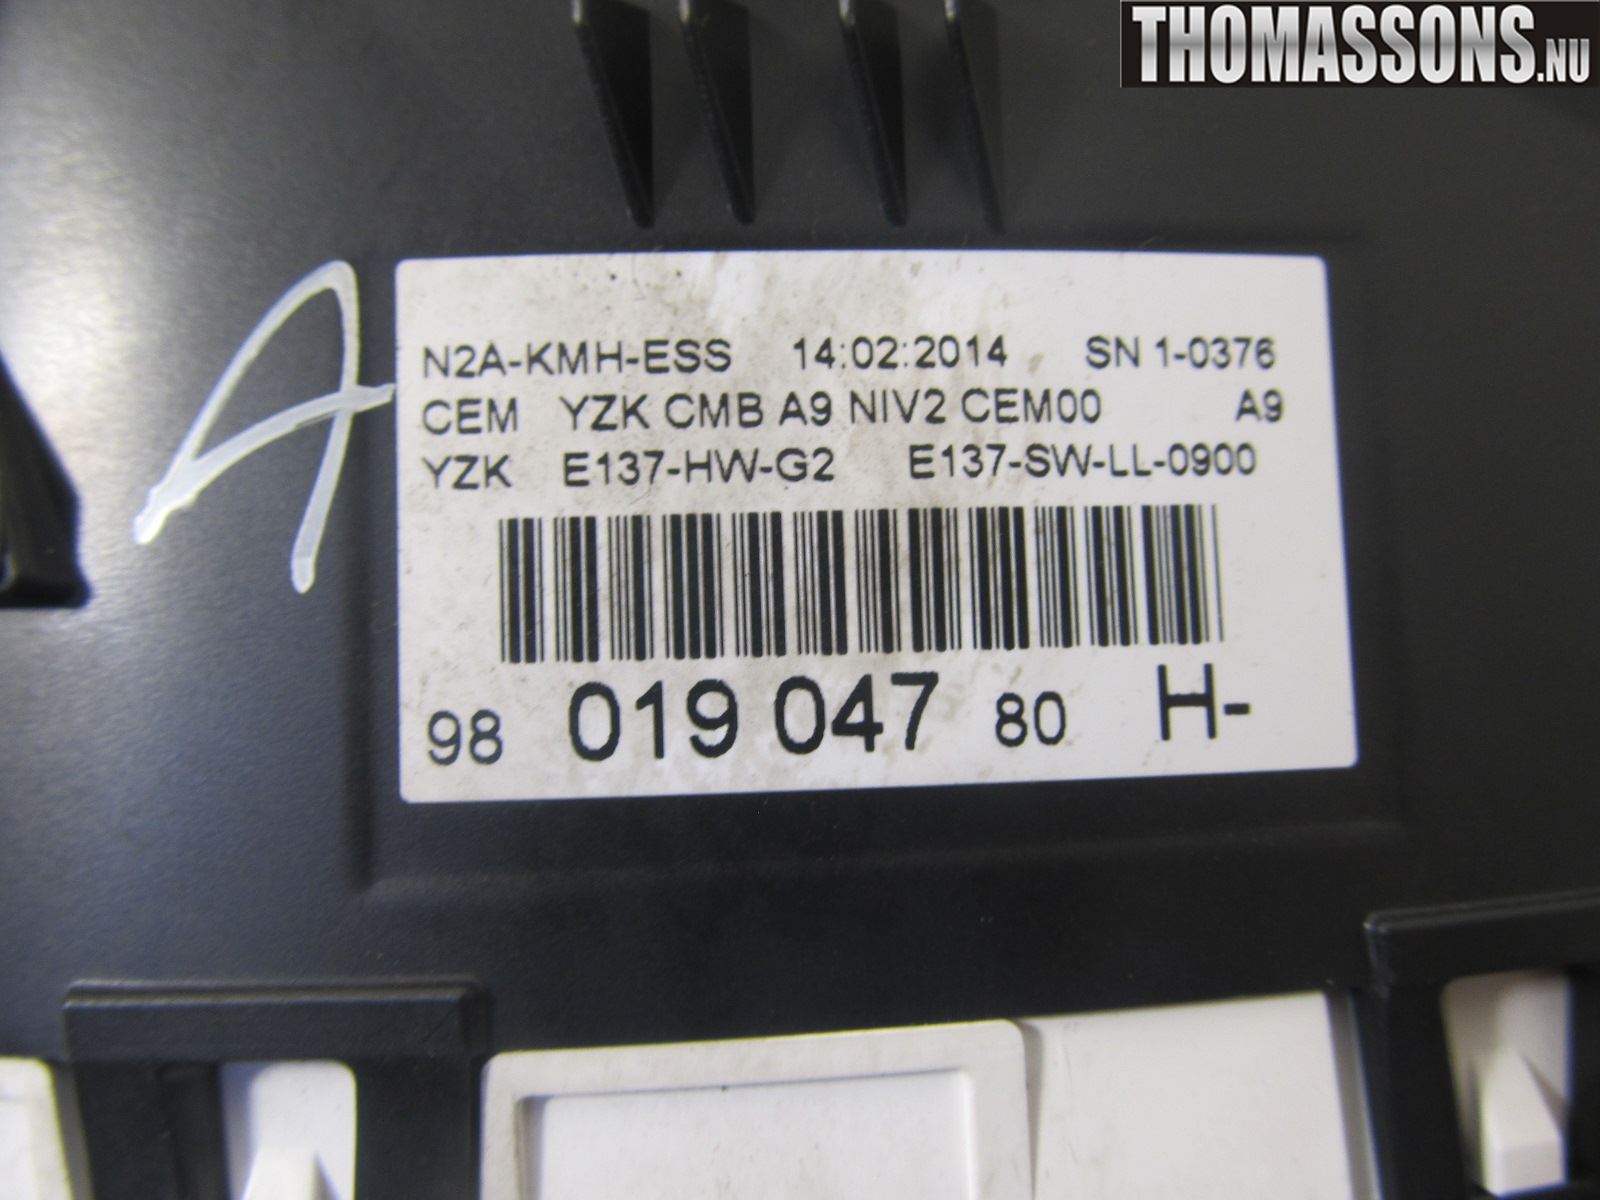 THOMASSONS.NU
A
N2A-KMH-ESS 14:02:2014 SN 1-0376
CEM YZK CMB A9 NIV2 CEM00 A9
YZK E137-HW-G2 E137-SW-LL-0900
98 019 047 80 H-